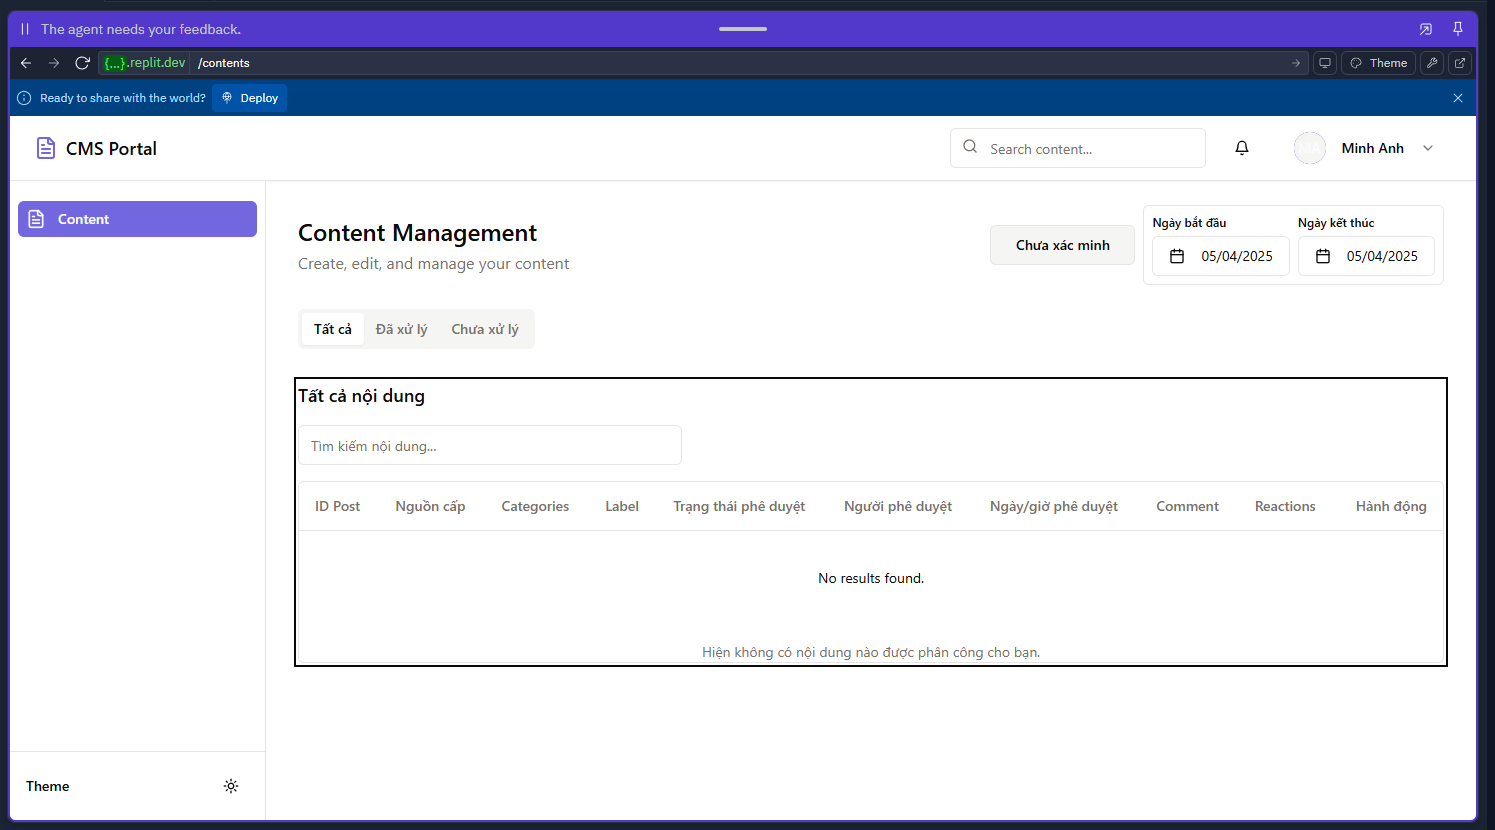 The agent needs your feedback.
{...}.replit.dev /contents
Theme
Ready to share with the world? Deploy
CMS Portal
Search content...
Minh Anh
Content
Content Management
Create, edit, and manage your content
Chưa xác minh
Ngày bắt đầu Ngày kết thúc
05/04/2025 05/04/2025
Tất cả Đã xử lý Chưa xử lý
Tất cả nội dung
Tìm kiếm nội dung...
ID Post Nguồn cấp Categories Label Trạng thái phê duyệt Người phê duyệt Ngày/giờ phê duyệt Comment Reactions Hành động
No results found.
Hiện không có nội dung nào được phân công cho bạn.
Theme